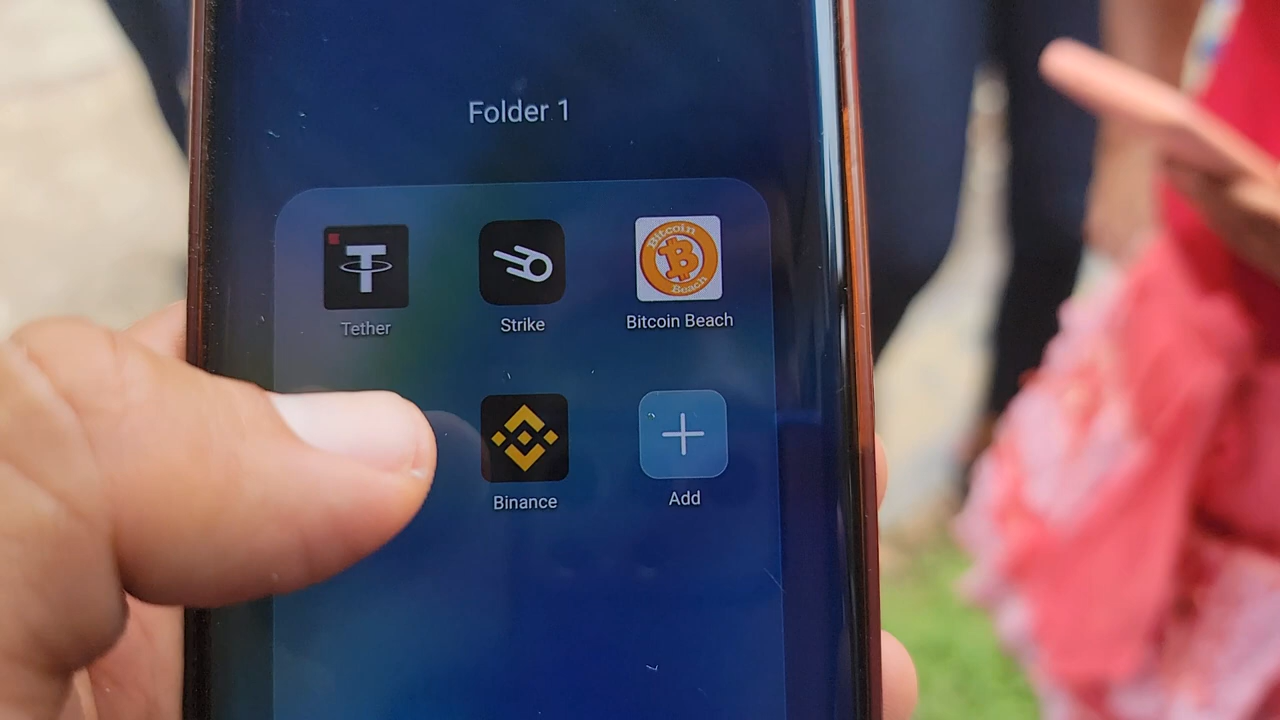 Folder 1
Tether
Strike
Bitcoin
Beach
Bitcoin Beach
Binance
Add